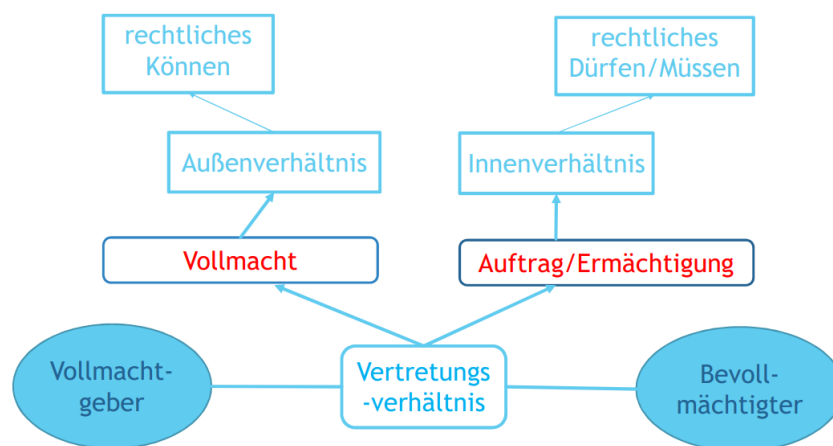 rechtliches
Können
rechtliches
Dürfen/Müssen
Außenverhältnis
Innenverhältnis
Vollmacht
Auftrag/Ermächtigung
Vollmacht-
geber
Vertretungs
-verhältnis
Bevoll-
mächtigter